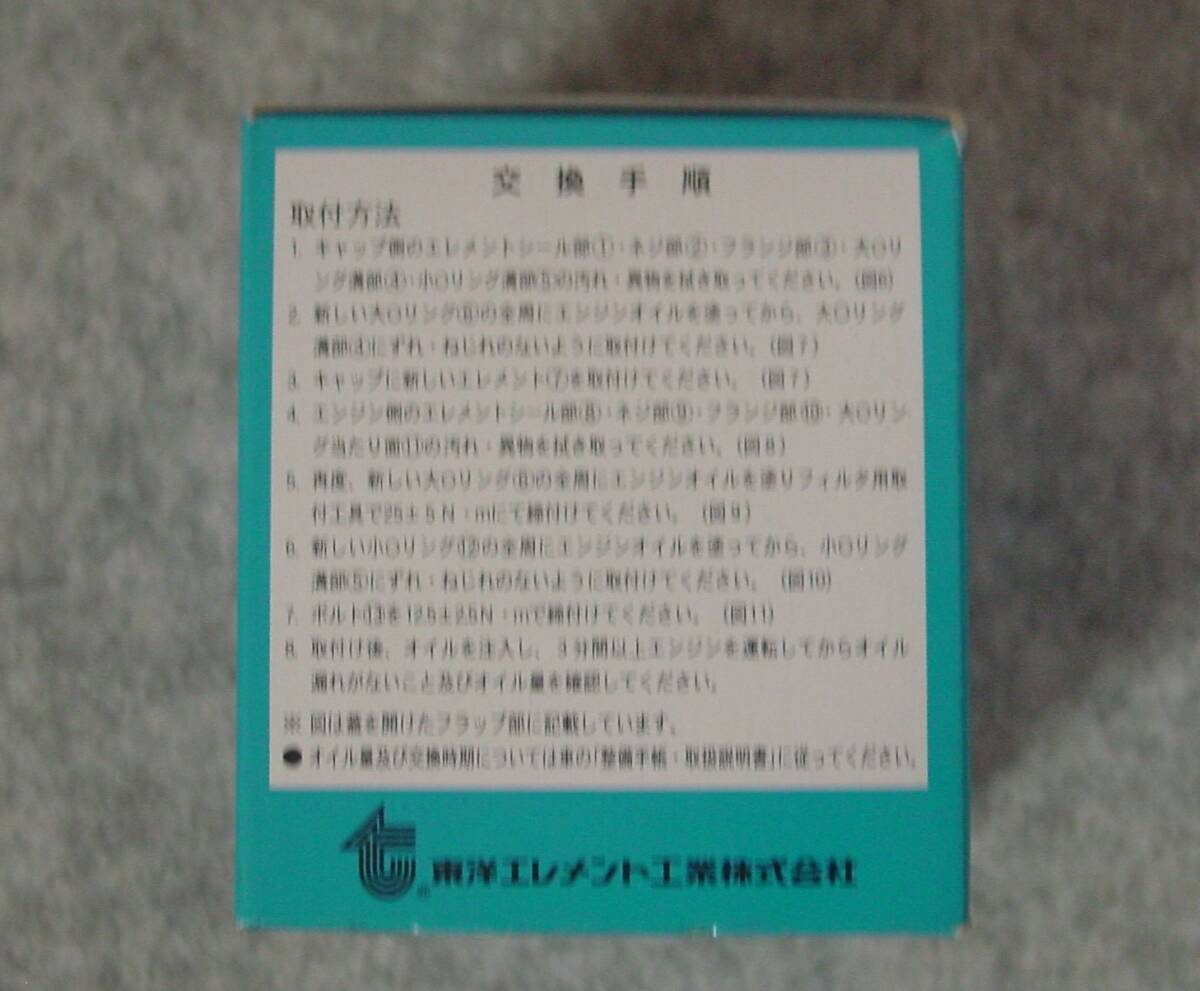 交換手順
取付方法
1. キャップ側のエレメントシール部①・ネジ部②・フランジ部③・大Oリ
ング溝部④・小Oリング溝部⑤の汚れ・異物を拭き取ってください。(図6)
2. 新しい大Oリング⑥の全周にエンジンオイルを塗ってから、大Oリング
溝部④にずれ・ねじれのないように取付けてください。(図7)
3. キャップに新しいエレメント⑦を取付けてください。(図7)
4. エンジン側のエレメントシール部⑧・ネジ部⑨・フランジ部⑩・大Oリン
グ当たり面⑪の汚れ・異物を拭き取ってください。(図8)
5. 再度、新しい大Oリング⑥の全周にエンジンオイルを塗りフィルタ用取
付工具で25±5N・mにて締付けてください。(図9)
6. 新しい小Oリング⑫の全周にエンジンオイルを塗ってから、小Oリング
溝部⑤にずれ・ねじれのないように取付けてください。(図10)
7. ボルト⑬を12.5±2.5N・mで締付けてください。(図11)
8. 取付け後、オイルを注入し、3分間以上エンジンを運転してからオイル
漏れがないこと及びオイル量を確認してください。
※ 図は蓋を開けたフラップ部に記載しています。
● オイル量及び交換時期については車の「整備手帳・取扱説明書」に従ってください。
® 東洋エレメント工業株式会社